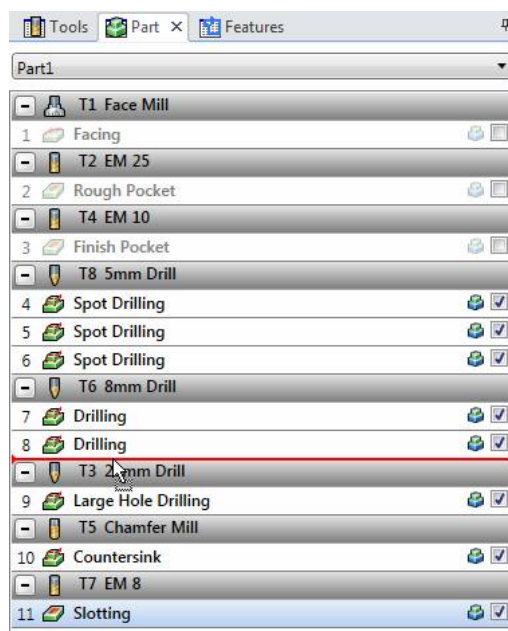 Tools Part Features
Part1
T1 Face Mill
1 Facing
T2 EM 25
2 Rough Pocket
T4 EM 10
3 Finish Pocket
T8 5mm Drill
4 Spot Drilling
5 Spot Drilling
6 Spot Drilling
T6 8mm Drill
7 Drilling
8 Drilling
T3 mm Drill
9 Large Hole Drilling
T5 Chamfer Mill
10 Countersink
T7 EM 8
11 Slotting